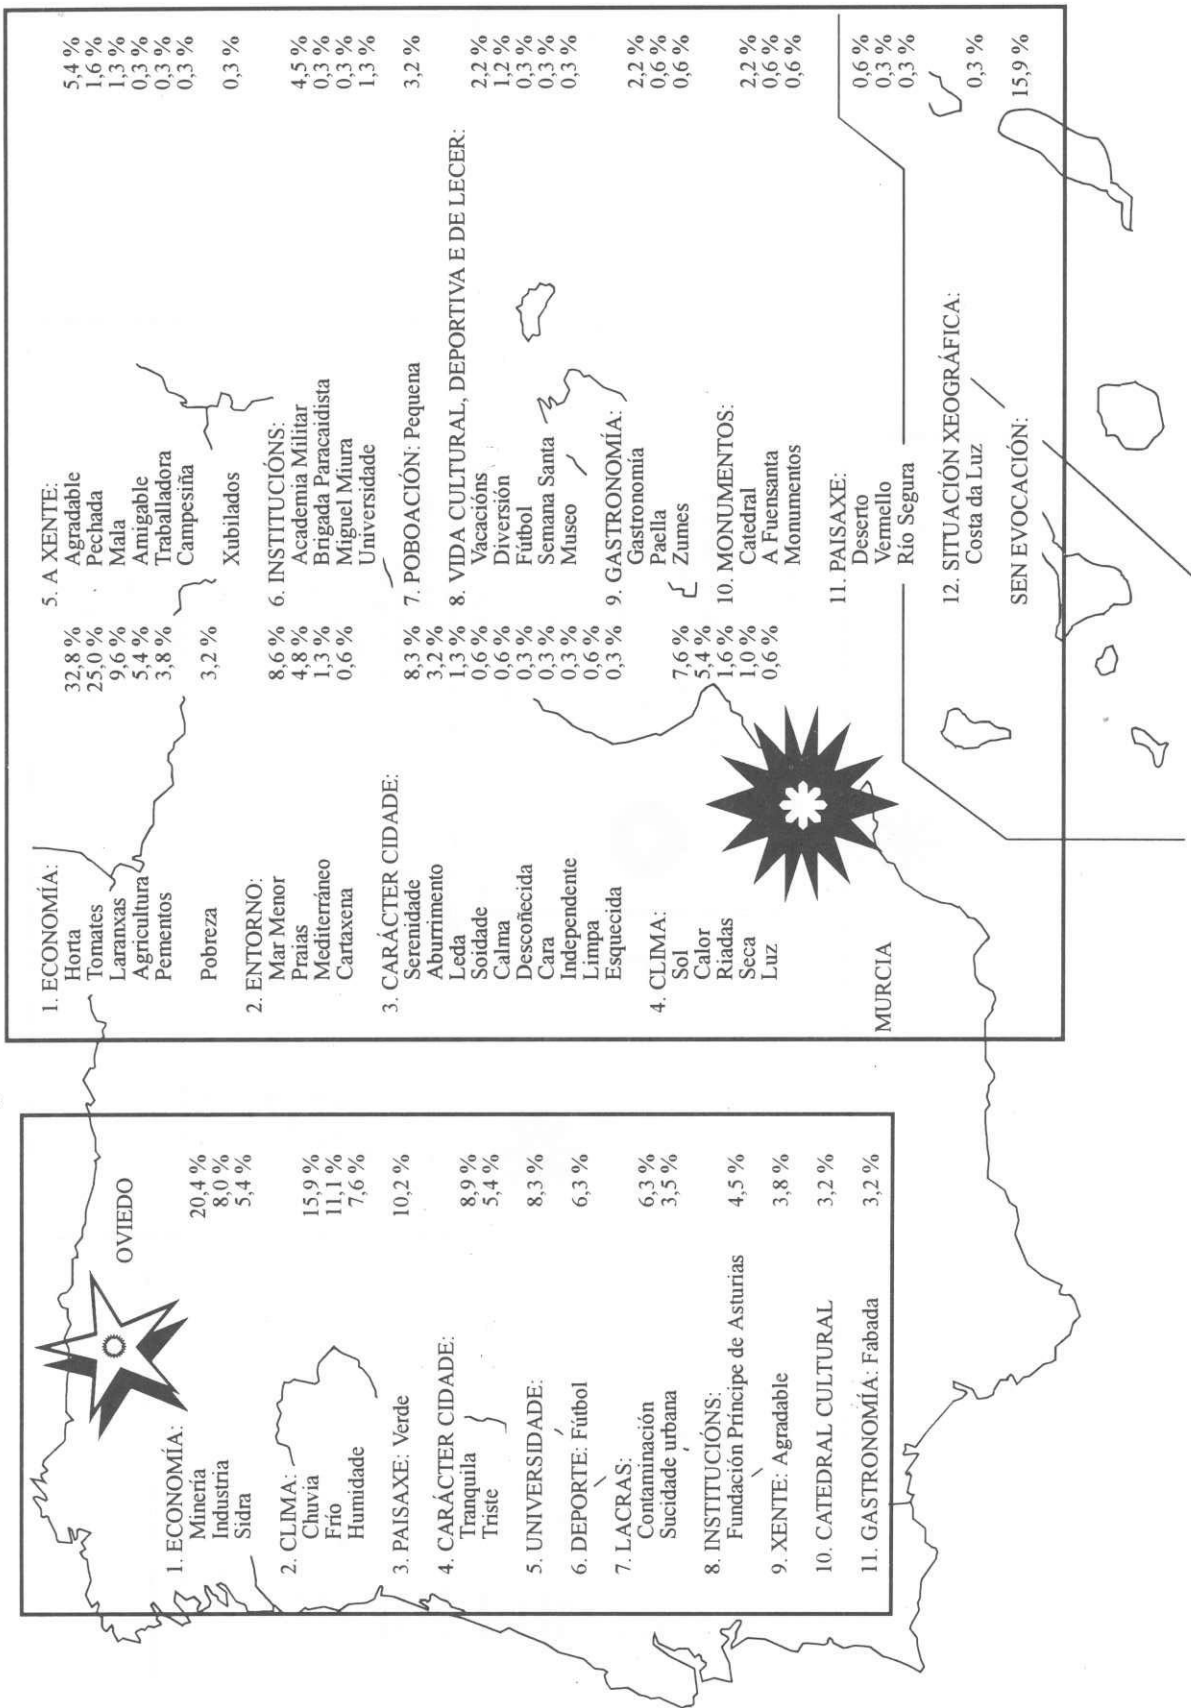 OVIEDO
1. ECONOMÍA:
Minería 20,4 %
Industria 8,0 %
Sidra 5,4 %
2. CLIMA:
Chuvia 15,9 %
Frío 11,1 %
Humidade 7,6 %
3. PAISAXE: Verde 10,2 %
4. CARÁCTER CIDADE:
Tranquila 8,9 %
Triste 5,4 %
5. UNIVERSIDADE: 8,3 %
6. DEPORTE: Fútbol 6,3 %
7. LACRAS:
Contaminación 6,3 %
Sucidade urbana 3,5 %
8. INSTITUCIÓNS:
Fundación Príncipe de Asturias 4,5 %
9. XENTE: Agradable 3,8 %
10. CATEDRAL CULTURAL 3,2 %
11. GASTRONOMÍA: Fabada 3,2 %
1. ECONOMÍA:
Horta 32,8 %
Tomates 25,0 %
Laranxas 9,6 %
Agricultura 5,4 %
Pementos 3,8 %
Pobreza 3,2 %
2. ENTORNO:
Mar Menor 8,6 %
Praias 4,8 %
Mediterráneo 1,3 %
Cartaxena 0,6 %
3. CARÁCTER CIDADE:
Serenidade 8,3 %
Aburrimento 3,2 %
Leda 1,3 %
Soidade 0,6 %
Calma 0,6 %
Descoñecida 0,3 %
Cara 0,3 %
Independente 0,3 %
Limpa 0,6 %
Esquecida 0,3 %
4. CLIMA:
Sol 7,6 %
Calor 5,4 %
Riadas 1,6 %
Seca 1,0 %
Luz 0,6 %
MURCIA
5. A XENTE:
Agradable 5,4 %
Pechada 1,6 %
Mala 1,3 %
Amigable 0,3 %
Traballadora 0,3 %
Campesiña 0,3 %
Xubilados 0,3 %
6. INSTITUCIÓNS:
Academia Militar 4,5 %
Brigada Paracaidista 0,3 %
Miguel Miura 0,3 %
Universidade 1,3 %
7. POBOACIÓN: Pequena 3,2 %
8. VIDA CULTURAL, DEPORTIVA E DE LECER:
Vacacións 2,2 %
Diversión 1,2 %
Fútbol 0,3 %
Semana Santa 0,3 %
Museo 0,3 %
9. GASTRONOMÍA:
Gastronomía 2,2 %
Paella 0,6 %
Zumes 0,6 %
10. MONUMENTOS:
Catedral 2,2 %
A Fuensanta 0,6 %
Monumentos 0,6 %
11. PAISAXE:
Deserto 0,6 %
Vermello 0,3 %
Río Segura 0,3 %
12. SITUACIÓN XEOGRÁFICA:
Costa da Luz 0,3 %
SEN EVOCACIÓN: 15,9 %